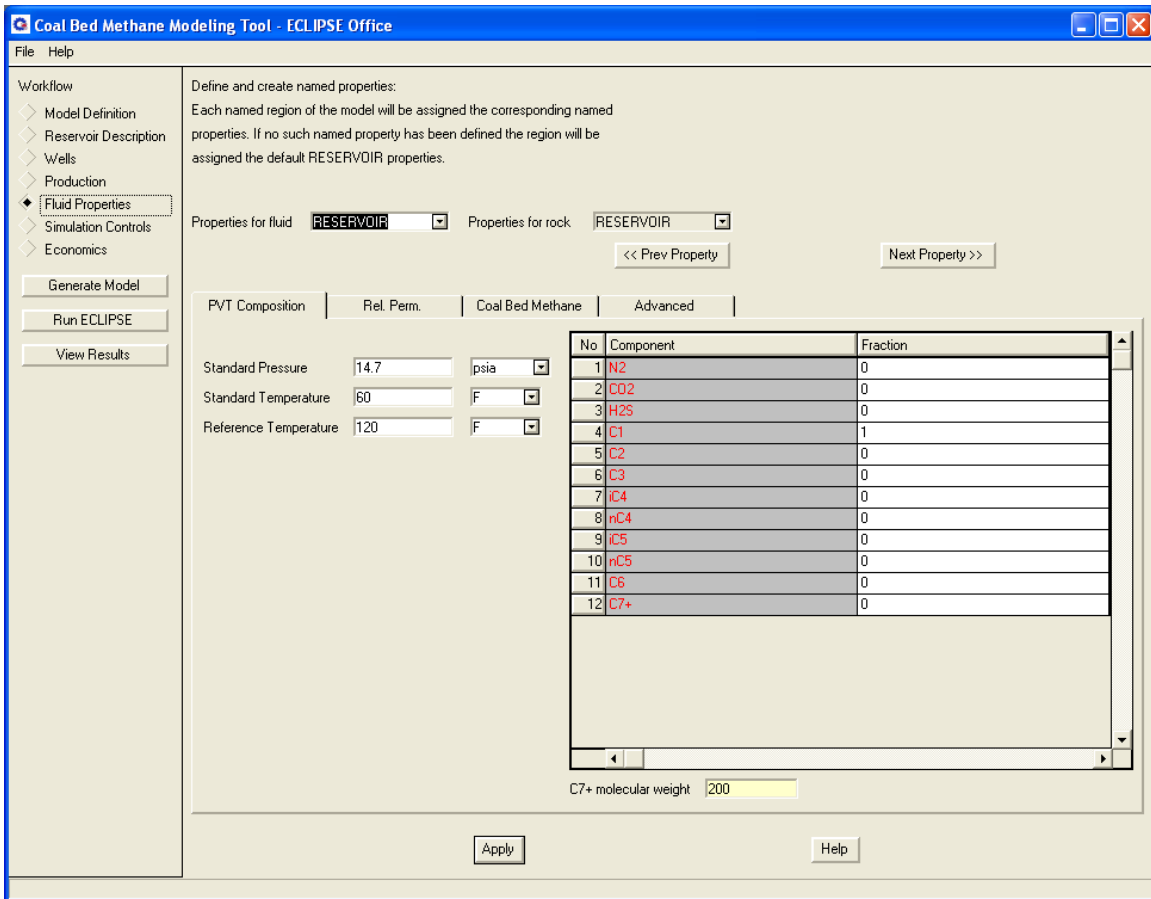 Coal Bed Methane Modeling Tool - ECLIPSE Office
File Help
Workflow
Model Definition
Reservoir Description
Wells
Production
Fluid Properties
Simulation Controls
Economics
Generate Model
Run ECLIPSE
View Results
Define and create named properties:
Each named region of the model will be assigned the corresponding named
properties. If no such named property has been defined the region will be
assigned the default RESERVOIR properties.
Properties for fluid RESERVOIR Properties for rock RESERVOIR
<< Prev Property Next Property >>
PVT Composition Rel. Perm. Coal Bed Methane Advanced
Standard Pressure 14.7 psia
Standard Temperature 60 F
Reference Temperature 120 F
No Component Fraction
1 N2 0
2 CO2 0
3 H2S 0
4 C1 1
5 C2 0
6 C3 0
7 iC4 0
8 nC4 0
9 iC5 0
10 nC5 0
11 C6 0
12 C7+ 0
C7+ molecular weight 200
Apply Help